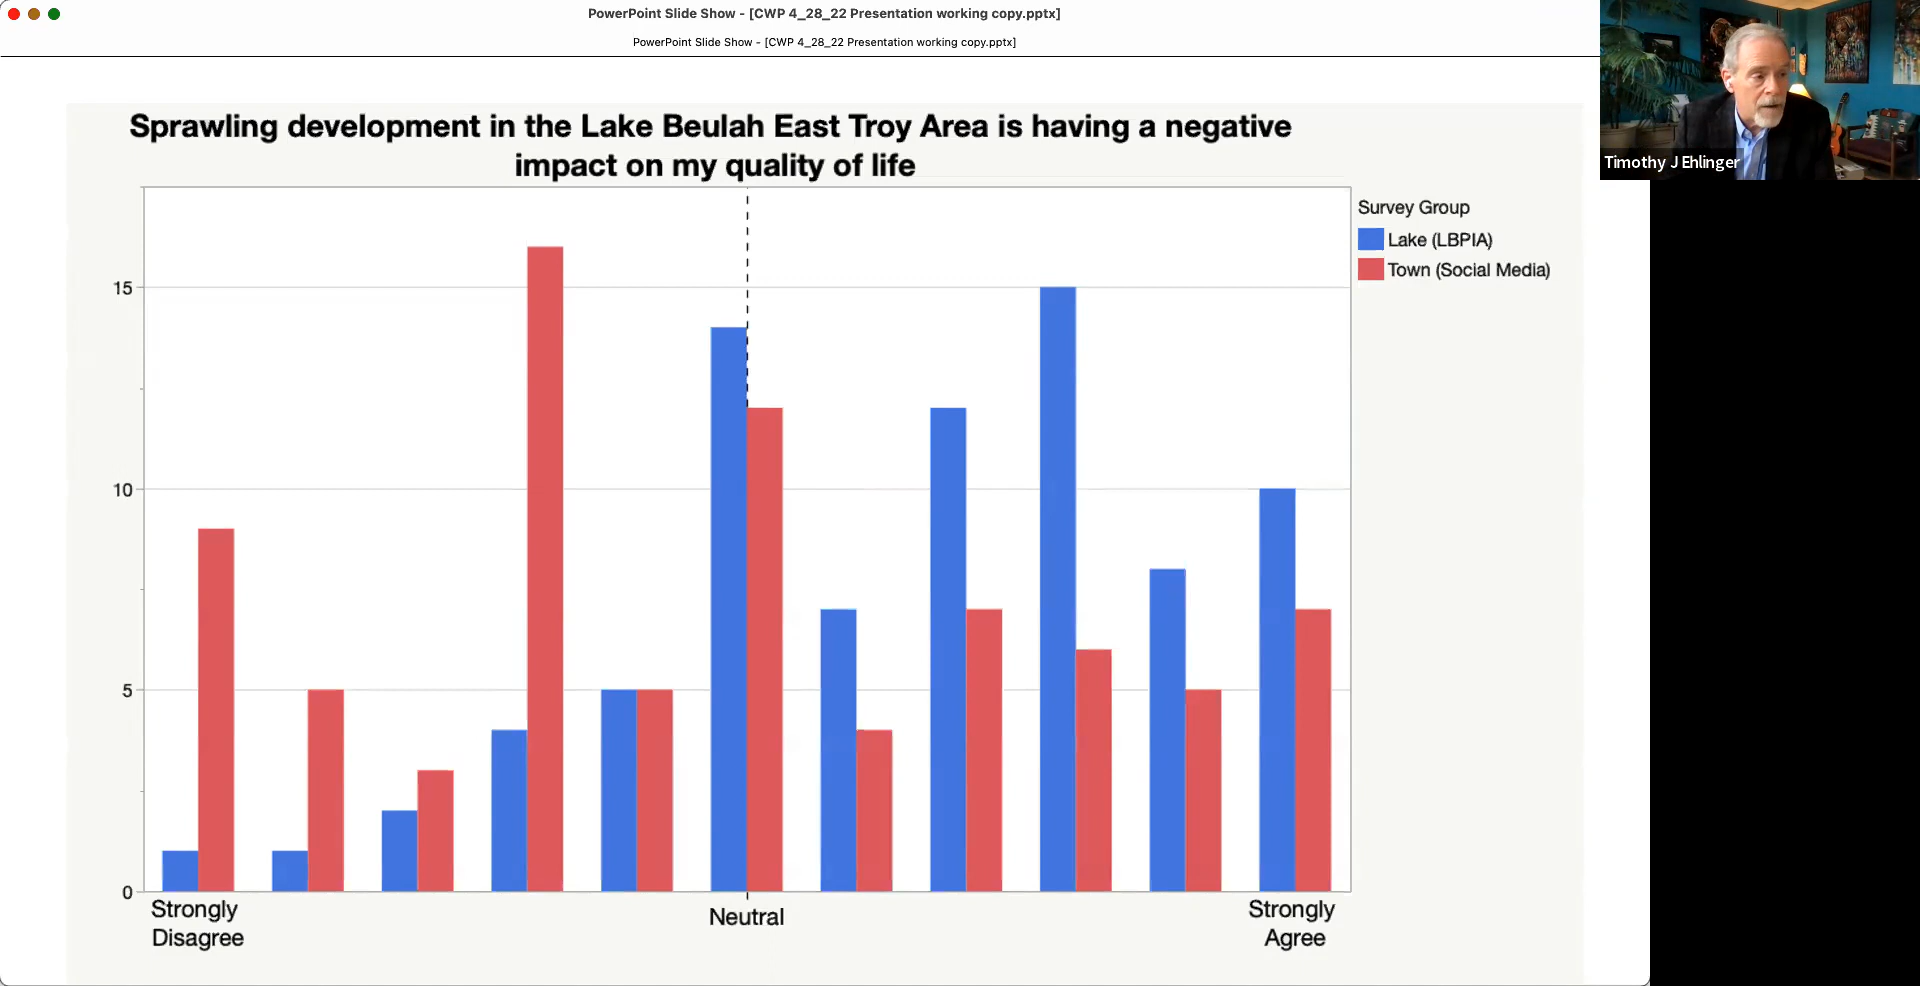 PowerPoint Slide Show - [CWP 4_28_22 Presentation working copy.pptx]
PowerPoint Slide Show - [CWP 4_28_22 Presentation working copy.pptx]
Timothy J Ehlinger
Sprawling development in the Lake Beulah East Troy Area is having a negative
impact on my quality of life
Survey Group
Lake (LBPIA)
Town (Social Media)
15
10
5
0
Strongly
Disagree
Neutral
Strongly
Agree